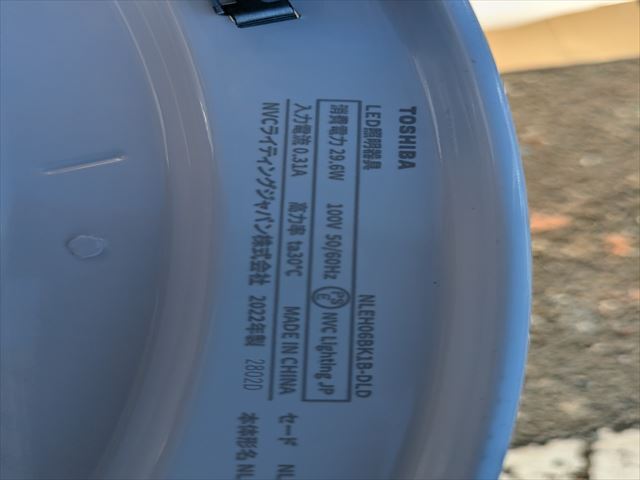 TOSHIBA
LED照明器具 NLEH06BK1B-DLD
消費電力 29.6W 100V 50/60Hz PSE NVC Lighting JP
入力電流 0.31A 高力率 ta30℃ MADE IN CHINA
NVCライティングジャパン株式会社 2022年製 2802D
セード NL
本体形名 NL